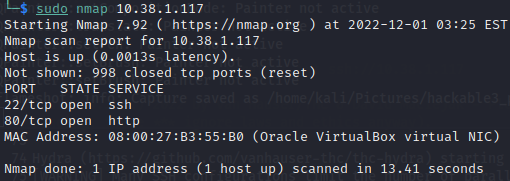 └─$ sudo nmap 10.38.1.117
Starting Nmap 7.92 ( https://nmap.org ) at 2022-12-01 03:25 EST
Nmap scan report for 10.38.1.117
Host is up (0.0013s latency).
Not shown: 998 closed tcp ports (reset)
PORT   STATE SERVICE
22/tcp open  ssh
80/tcp open  http
MAC Address: 08:00:27:B3:55:B0 (Oracle VirtualBox virtual NIC)
Nmap done: 1 IP address (1 host up) scanned in 13.41 seconds